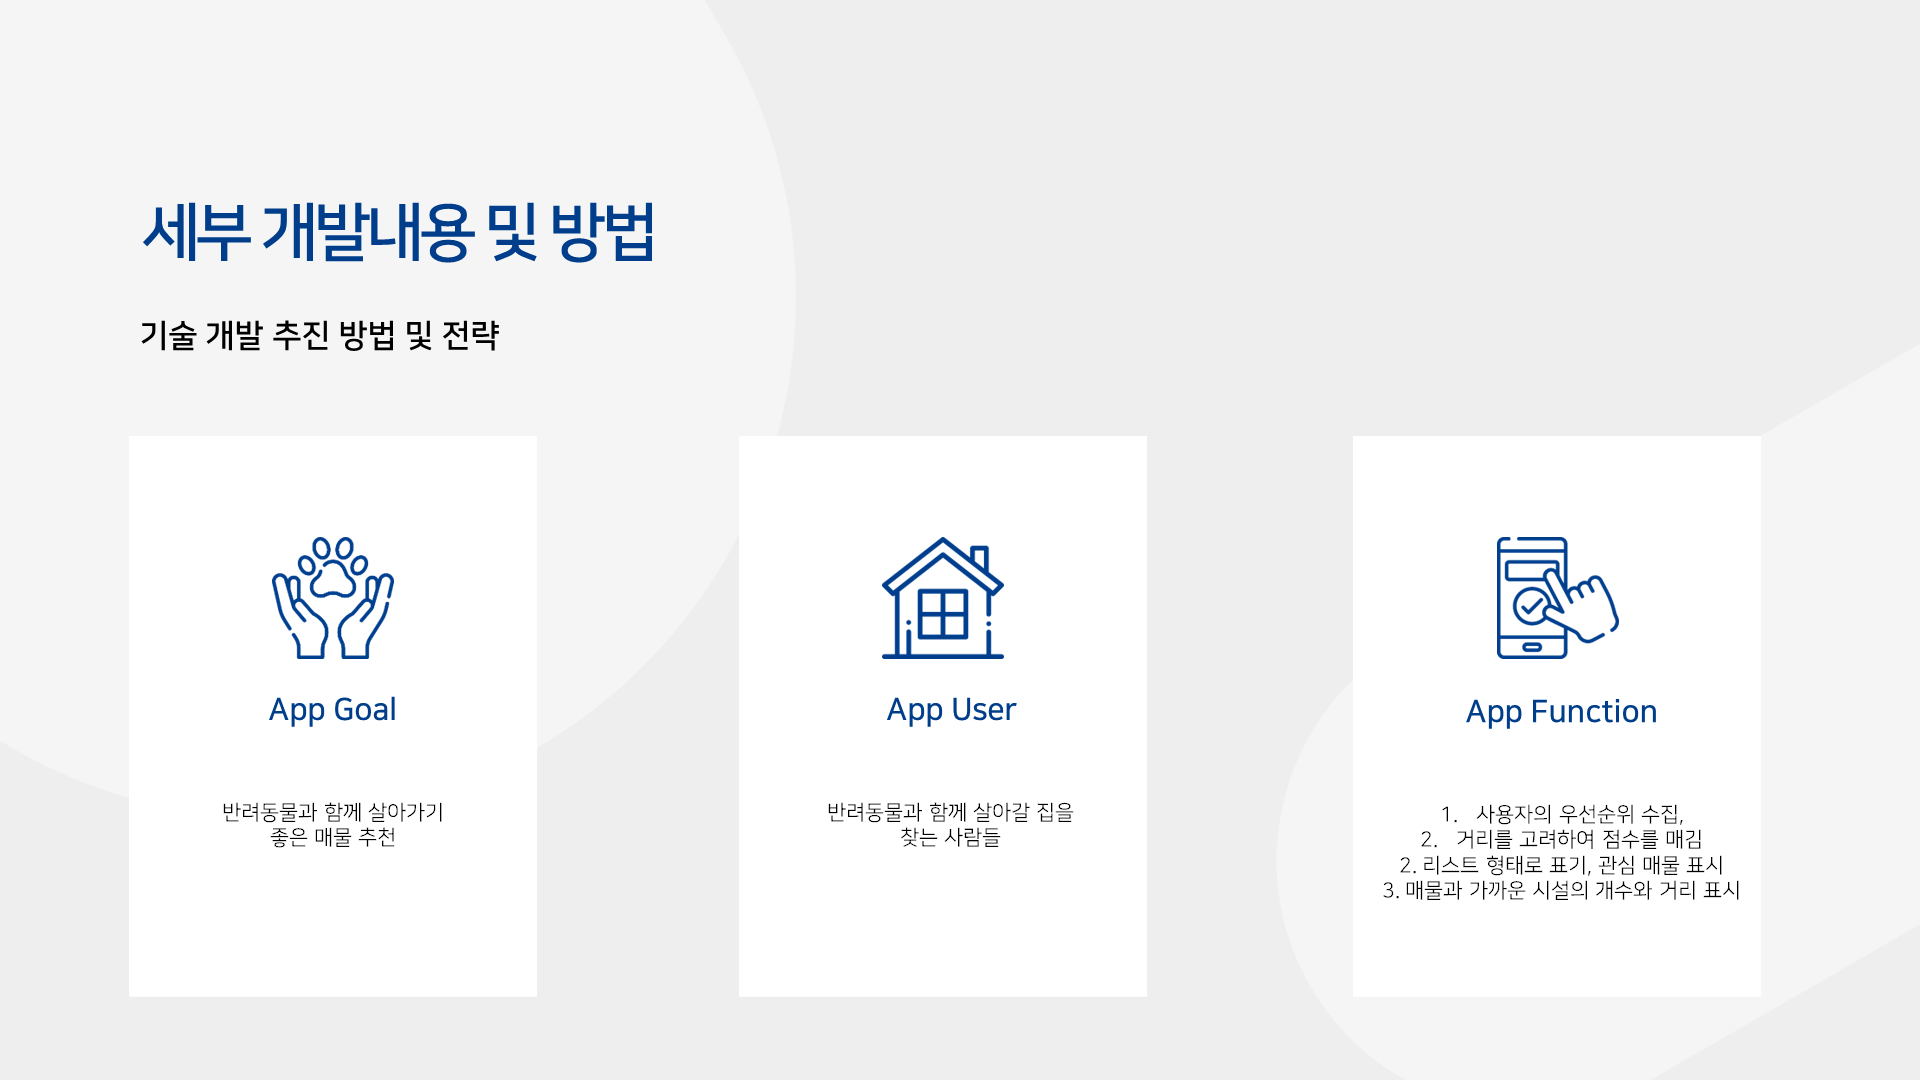 세부 개발내용 및 방법
기술 개발 추진 방법 및 전략
App Goal
반려동물과 함께 살아가기
좋은 매물 추천
App User
반려동물과 함께 살아갈 집을
찾는 사람들
App Function
1. 사용자의 우선순위 수집,
2. 거리를 고려하여 점수를 매김
2. 리스트 형태로 표기, 관심 매물 표시
3. 매물과 가까운 시설의 개수와 거리 표시